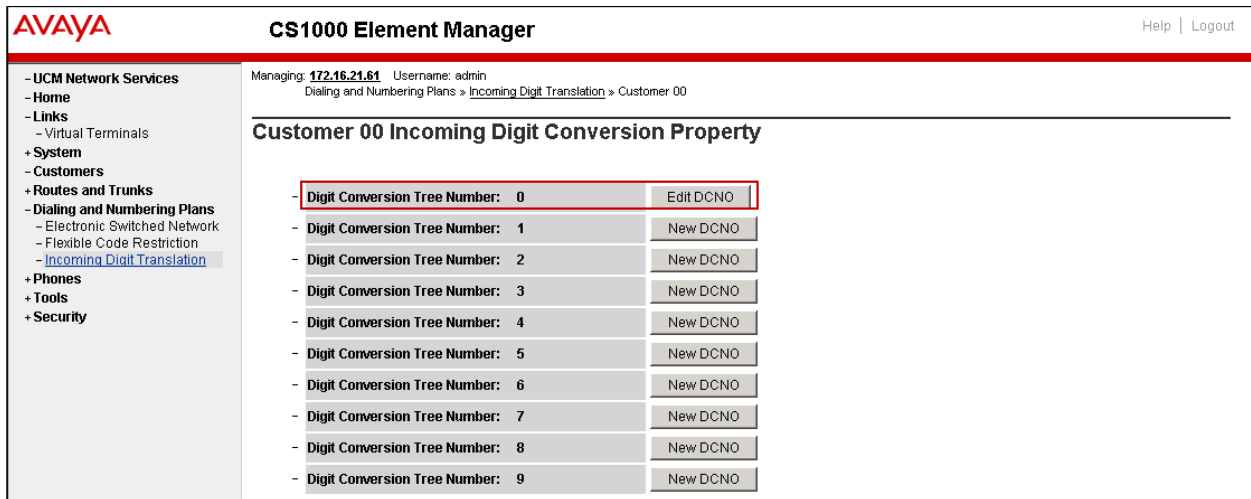 AVAYA
CS1000 Element Manager
Help | Logout
- UCM Network Services
- Home
- Links
- Virtual Terminals
+ System
- Customers
+ Routes and Trunks
- Dialing and Numbering Plans
- Electronic Switched Network
- Flexible Code Restriction
- Incoming Digit Translation
+ Phones
+ Tools
+ Security
Managing: 172.16.21.61 Username: admin
Dialing and Numbering Plans » Incoming Digit Translation » Customer 00
Customer 00 Incoming Digit Conversion Property
- Digit Conversion Tree Number: 0 Edit DCNO
- Digit Conversion Tree Number: 1 New DCNO
- Digit Conversion Tree Number: 2 New DCNO
- Digit Conversion Tree Number: 3 New DCNO
- Digit Conversion Tree Number: 4 New DCNO
- Digit Conversion Tree Number: 5 New DCNO
- Digit Conversion Tree Number: 6 New DCNO
- Digit Conversion Tree Number: 7 New DCNO
- Digit Conversion Tree Number: 8 New DCNO
- Digit Conversion Tree Number: 9 New DCNO